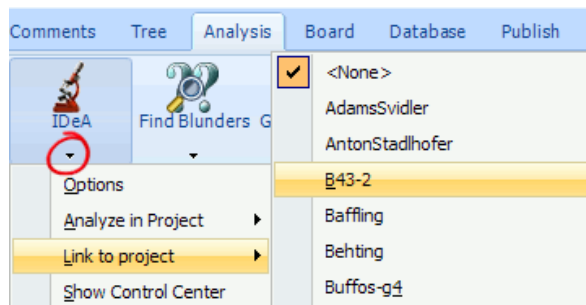 Comments Tree Analysis Board Database Publish
IDeA
Find Blunders G
Options
Analyze in Project
Link to project
Show Control Center
<None>
AdamsSvidler
AntonStadlhofer
B43-2
Baffling
Behting
Buffos-g4